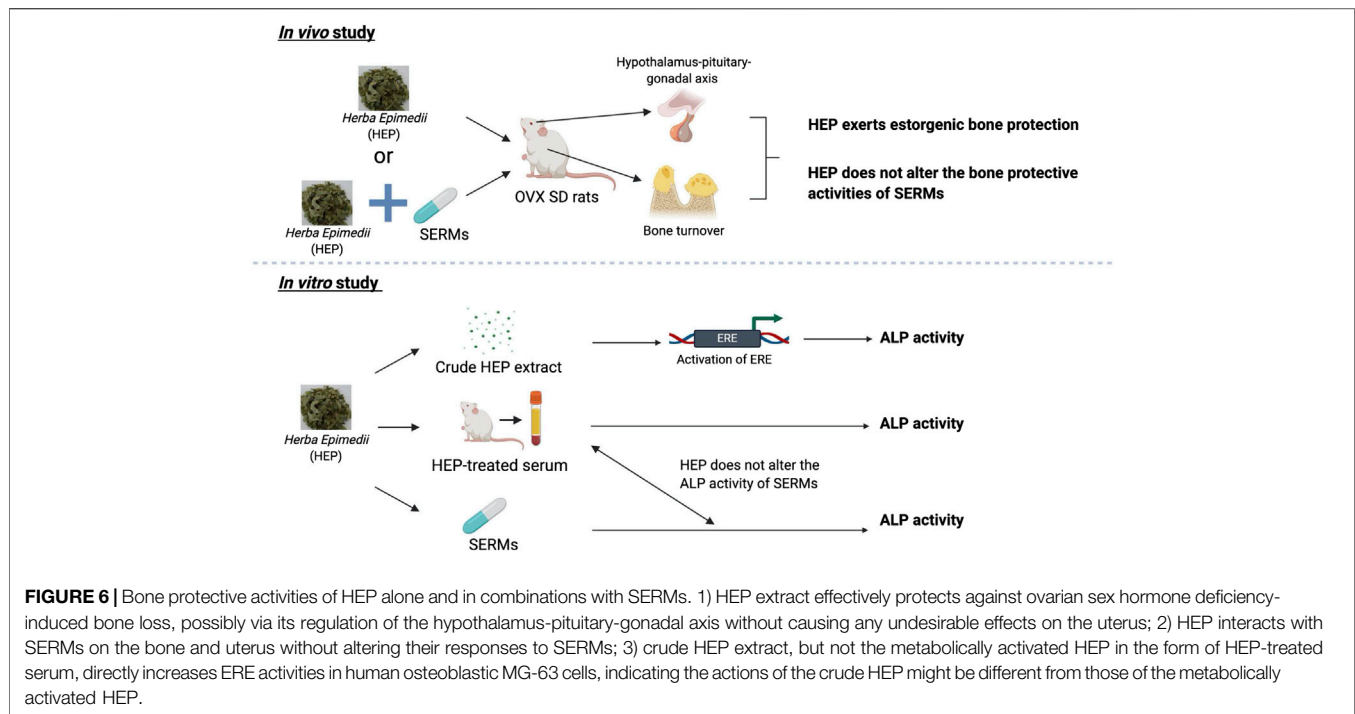 In vivo study
Herba Epimedii
(HEP)
or
Herba Epimedii
(HEP)
SERMs
OVX SD rats
Hypothalamus-pituitary-
gonadal axis
Bone turnover
HEP exerts estorgenic bone protection
HEP does not alter the bone protective
activities of SERMs
In vitro study
Herba Epimedii
(HEP)
Crude HEP extract
ERE
Activation of ERE
ALP activity
HEP-treated serum
ALP activity
HEP does not alter the
ALP activity of SERMs
SERMs
ALP activity
FIGURE 6 | Bone protective activities of HEP alone and in combinations with SERMs. 1) HEP extract effectively protects against ovarian sex hormone deficiency-
induced bone loss, possibly via its regulation of the hypothalamus-pituitary-gonadal axis without causing any undesirable effects on the uterus; 2) HEP interacts with
SERMs on the bone and uterus without altering their responses to SERMs; 3) crude HEP extract, but not the metabolically activated HEP in the form of HEP-treated
serum, directly increases ERE activities in human osteoblastic MG-63 cells, indicating the actions of the crude HEP might be different from those of the metabolically
activated HEP.